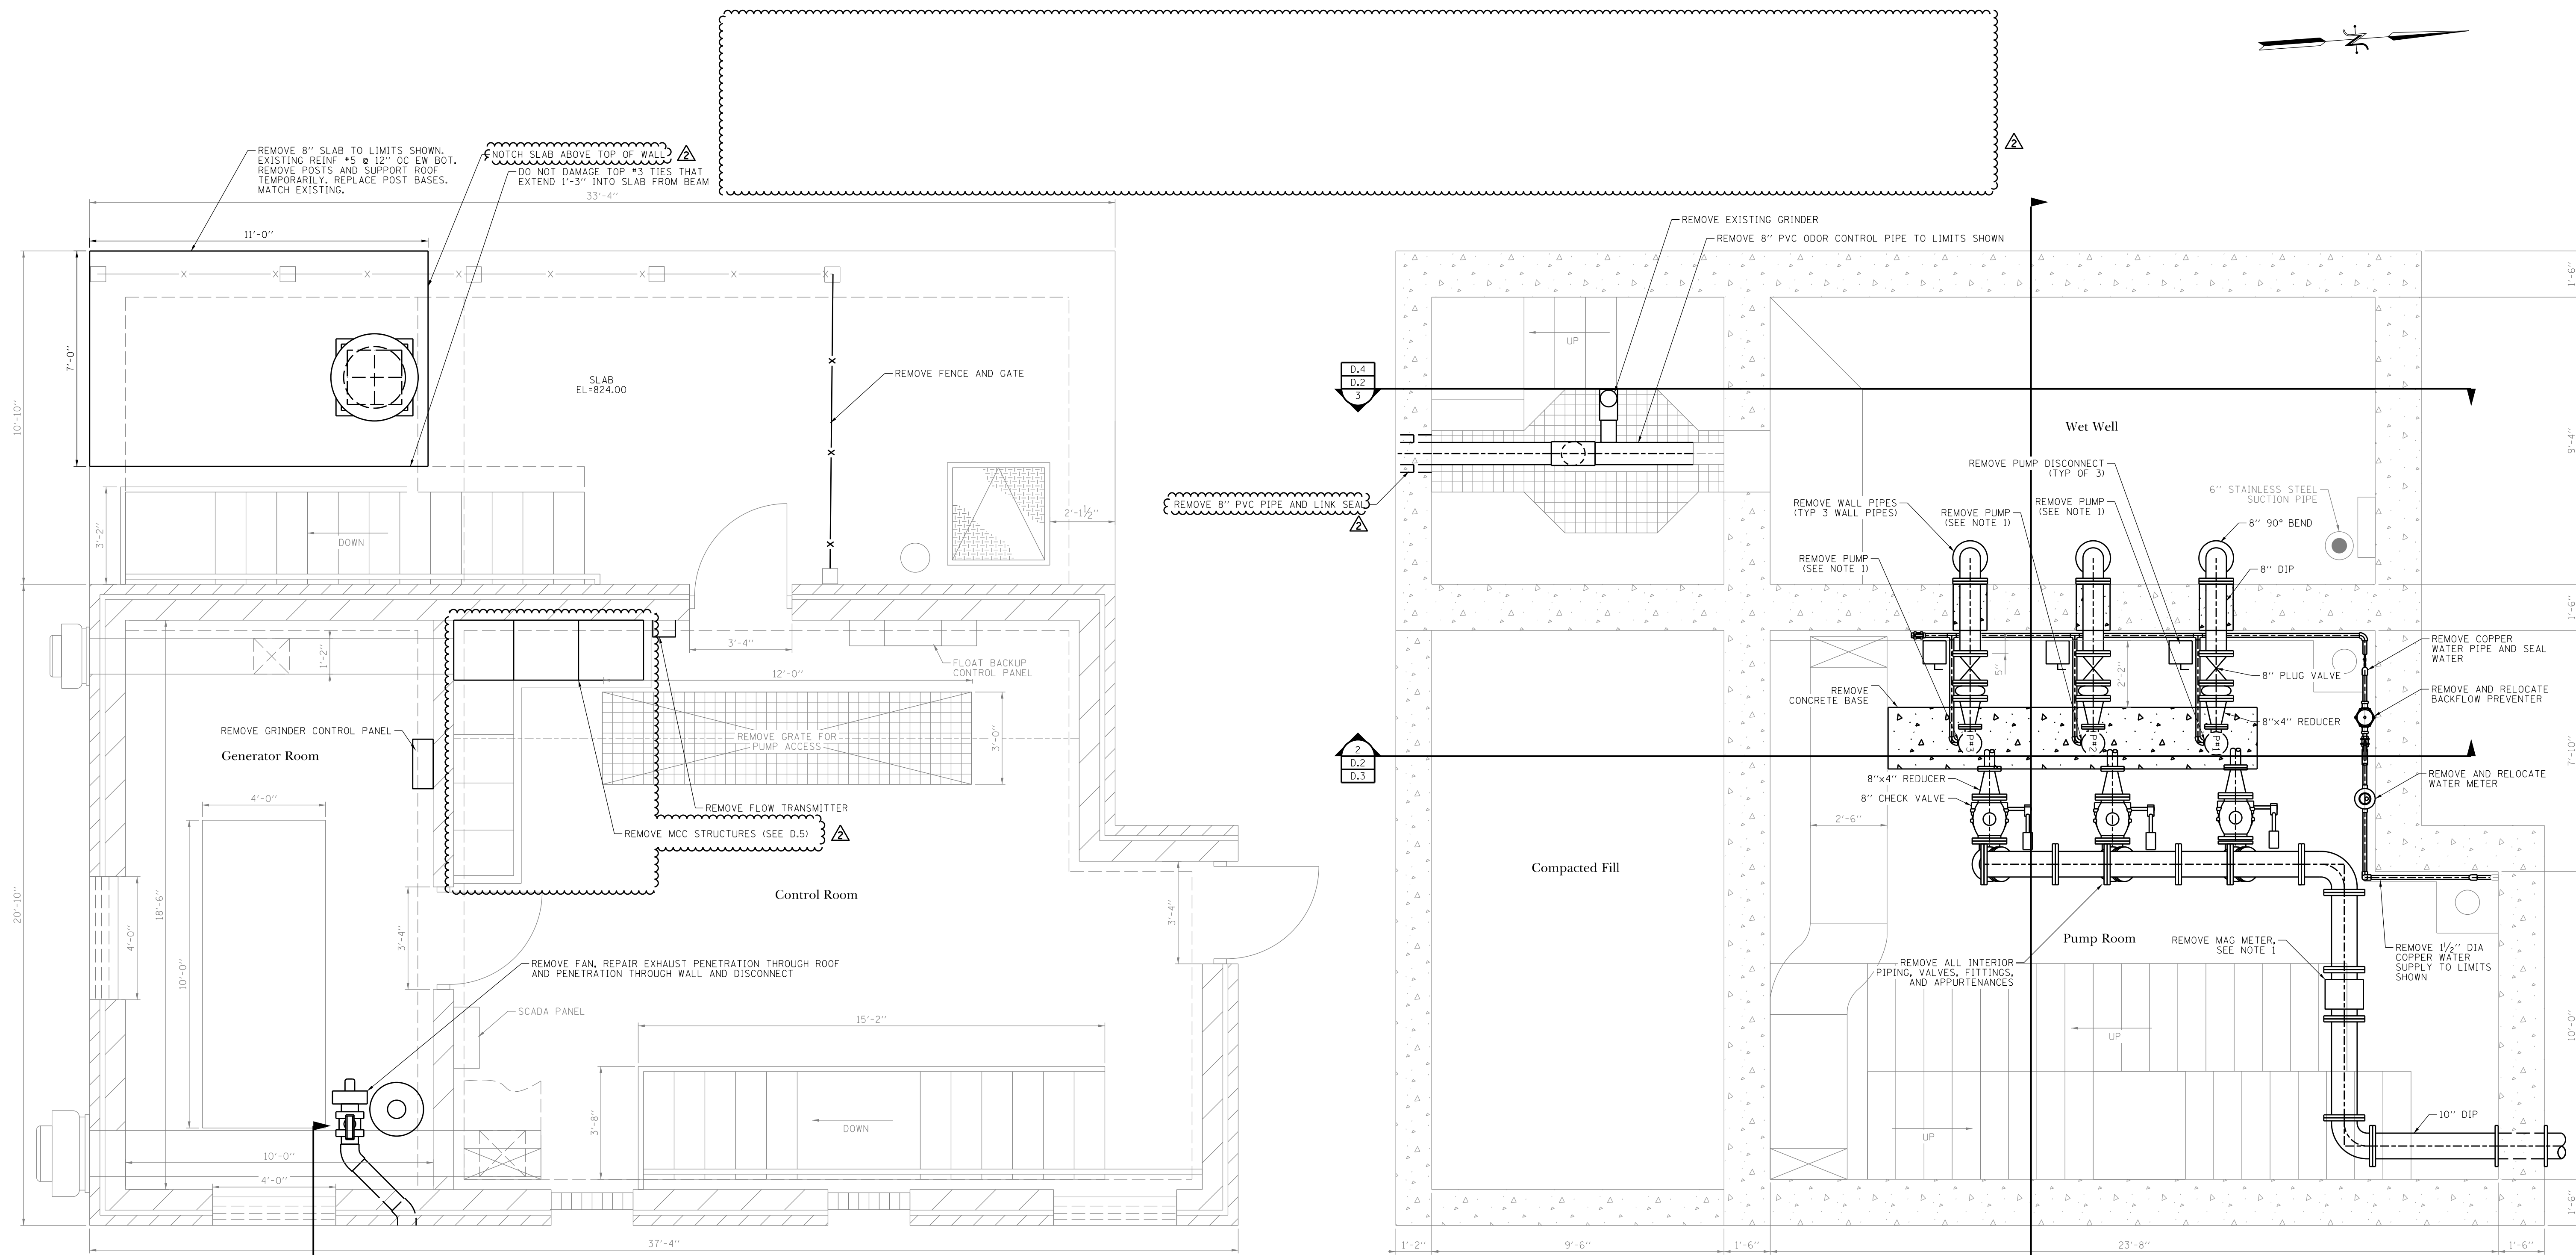 N
REMOVE 8" SLAB TO LIMITS SHOWN.
EXISTING REINF #5 @ 12" OC EW BOT.
REMOVE POSTS AND SUPPORT ROOF
TEMPORARILY. REPLACE POST BASES.
MATCH EXISTING.
NOTCH SLAB ABOVE TOP OF WALL
2
DO NOT DAMAGE TOP #3 TIES THAT
EXTEND 1'-3" INTO SLAB FROM BEAM
2
33'-4"
11'-0"
7'-0"
10'-10"
SLAB
EL=824.00
REMOVE FENCE AND GATE
3'-2"
DOWN
2'-1½"
1'-2"
3'-4"
FLOAT BACKUP
CONTROL PANEL
12'-0"
REMOVE GRATE FOR
PUMP ACCESS
3'-0"
REMOVE GRINDER CONTROL PANEL
Generator Room
4'-0"
REMOVE FLOW TRANSMITTER
REMOVE MCC STRUCTURES (SEE D.5)
2
Control Room
20'-10"
18'-6"
4'-0"
10'-0"
3'-4"
3'-4"
REMOVE FAN, REPAIR EXHAUST PENETRATION THROUGH ROOF
AND PENETRATION THROUGH WALL AND DISCONNECT
SCADA PANEL
15'-2"
3'-8"
DOWN
10'-0"
4'-0"
37'-4"
REMOVE EXISTING GRINDER
REMOVE 8" PVC ODOR CONTROL PIPE TO LIMITS SHOWN
1'-6"
UP
D.4
D.2
3
Wet Well
9'-4"
REMOVE PUMP DISCONNECT
(TYP OF 3)
6" STAINLESS STEEL
SUCTION PIPE
REMOVE 8" PVC PIPE AND LINK SEAL
2
REMOVE WALL PIPES
(TYP 3 WALL PIPES)
REMOVE PUMP
(SEE NOTE 1)
REMOVE PUMP
(SEE NOTE 1)
8" 90° BEND
REMOVE PUMP
(SEE NOTE 1)
8" DIP
1'-6"
REMOVE COPPER
WATER PIPE AND SEAL
WATER
5"
2'-2"
8" PLUG VALVE
REMOVE
CONCRETE BASE
REMOVE AND RELOCATE
BACKFLOW PREVENTER
8"x4" REDUCER
P#3
P#2
P#1
2
D.2
D.3
7'-10"
8"x4" REDUCER
REMOVE AND RELOCATE
WATER METER
8" CHECK VALVE
2'-6"
Compacted Fill
Pump Room
REMOVE MAG METER,
SEE NOTE 1
REMOVE 1½" DIA
COPPER WATER
SUPPLY TO LIMITS
SHOWN
REMOVE ALL INTERIOR
PIPING, VALVES, FITTINGS,
AND APPURTENANCES
10'-0"
UP
10" DIP
UP
1'-6"
1'-2"
9'-6"
1'-6"
23'-8"
1'-6"